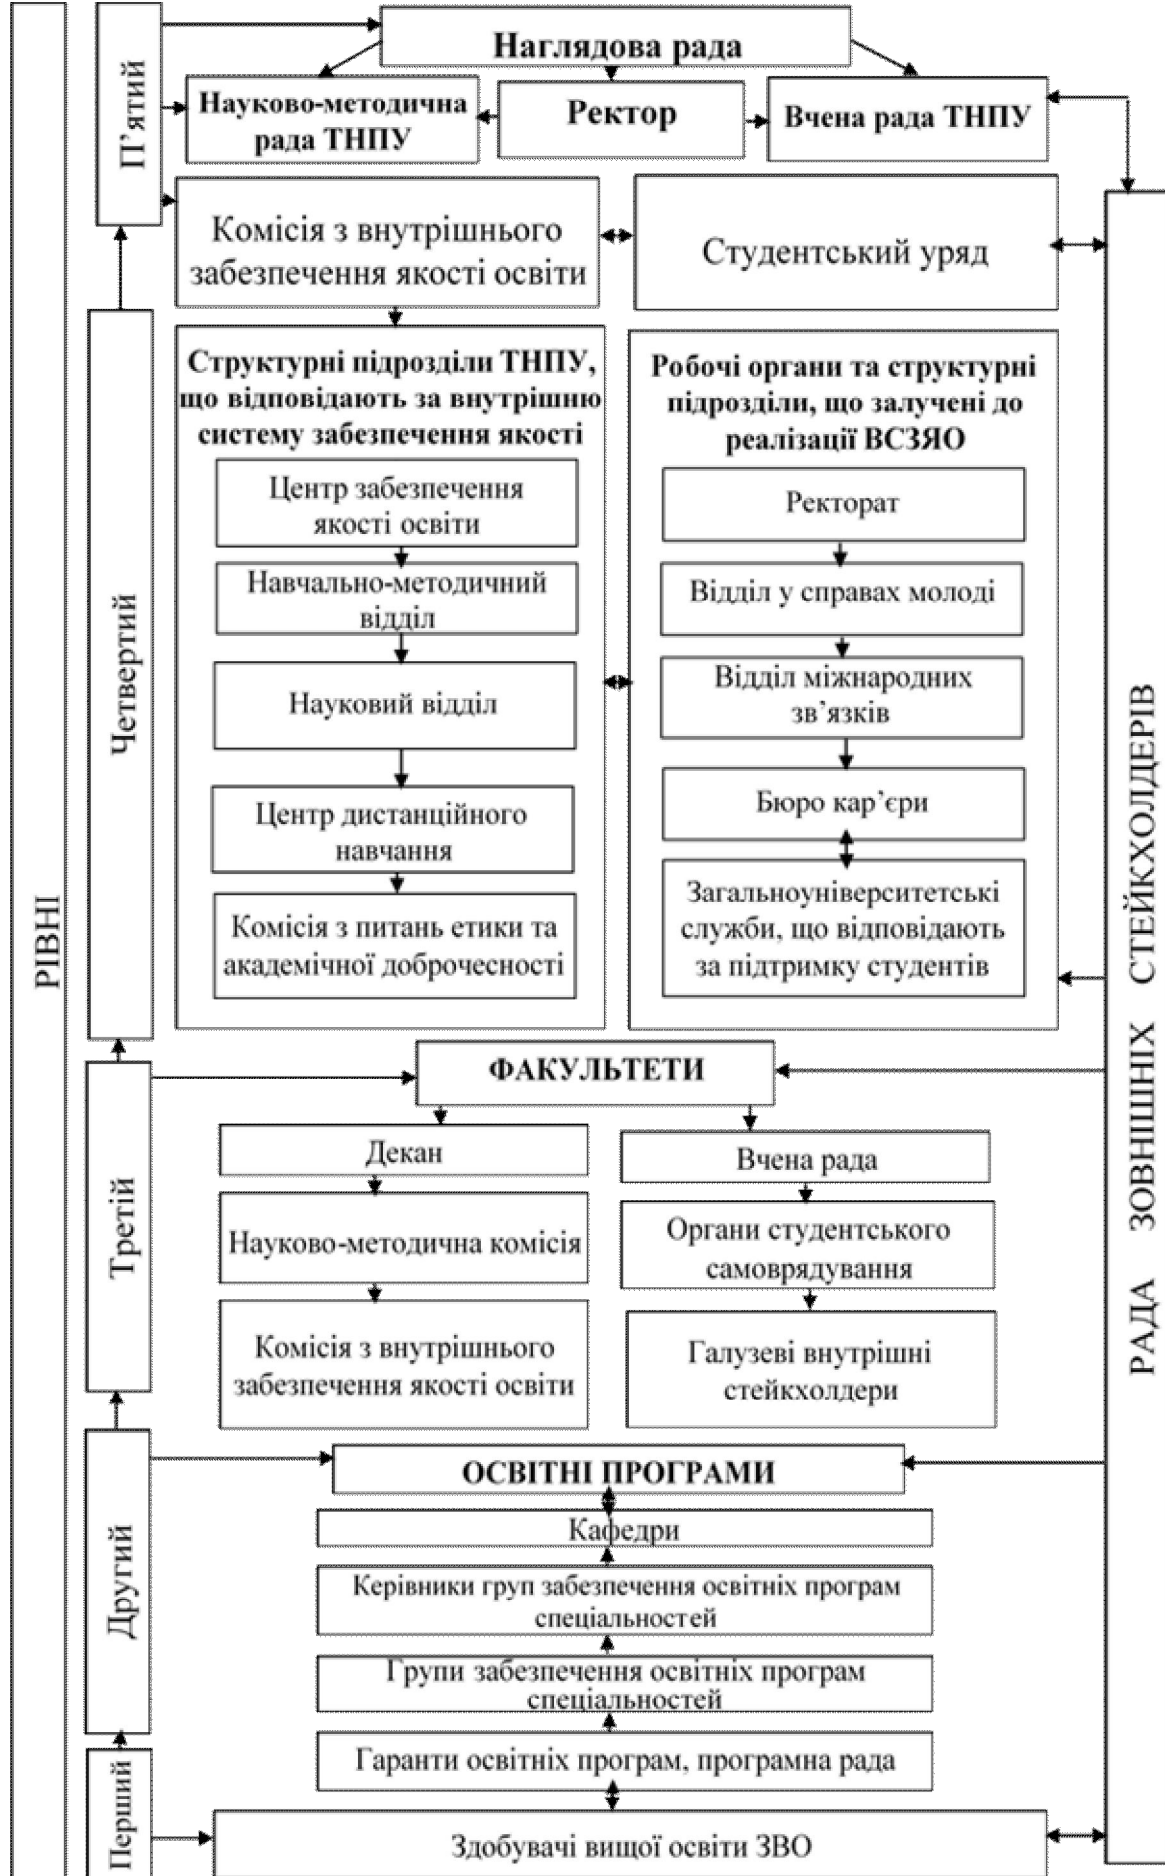 РІВНІ
П’ятий
Наглядова рада
Науково-методична
рада ТНПУ
Ректор
Вчена рада ТНПУ
Комісія з внутрішнього
забезпечення якості освіти
Студентський уряд
Четвертий
Структурні підрозділи ТНПУ,
що відповідають за внутрішню
систему забезпечення якості
Центр забезпечення
якості освіти
Навчально-методичний
відділ
Науковий відділ
Центр дистанційного
навчання
Комісія з питань етики та
академічної доброчесності
Робочі органи та структурні
підрозділи, що залучені до
реалізації ВСЗЯО
Ректорат
Відділ у справах молоді
Відділ міжнародних
зв’язків
Бюро кар’єри
Загальноуніверситетські
служби, що відповідають
за підтримку студентів
Третій
ФАКУЛЬТЕТИ
Декан
Науково-методична комісія
Комісія з внутрішнього
забезпечення якості освіти
Вчена рада
Органи студентського
самоврядування
Галузеві внутрішні
стейкхолдери
Другий
ОСВІТНІ ПРОГРАМИ
Кафедри
Керівники груп забезпечення освітніх програм
спеціальностей
Групи забезпечення освітніх програм
спеціальностей
Гаранти освітніх програм, програмна рада
Перший
Здобувачі вищої освіти ЗВО
РАДА ЗОВНІШНІХ СТЕЙКХОЛДЕРІВ